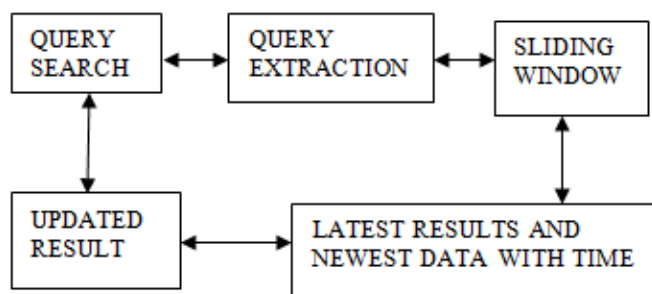 QUERY
SEARCH
QUERY
EXTRACTION
SLIDING
WINDOW
UPDATED
RESULT
LATEST RESULTS AND
NEWEST DATA WITH TIME